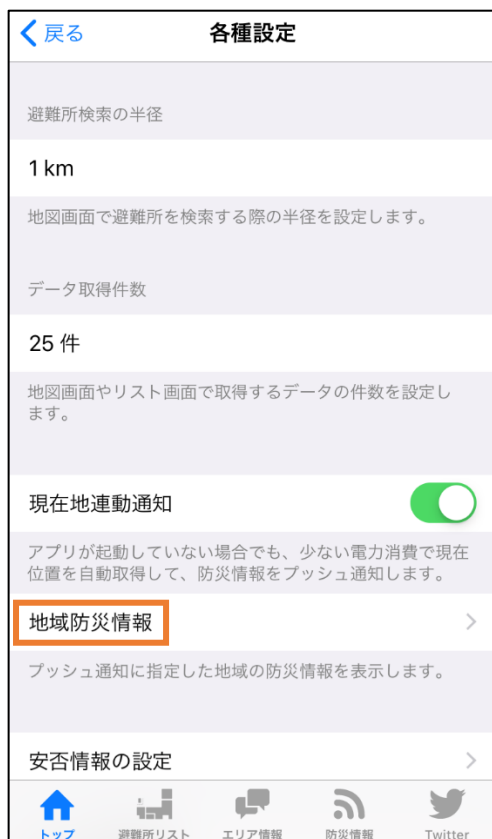 戻る
各種設定
避難所検索の半径
1 km
地図画面で避難所を検索する際の半径を設定します。
データ取得件数
25 件
地図画面やリスト画面で取得するデータの件数を設定し
ます。
現在地連動通知
アプリが起動していない場合でも、少ない電力消費で現在
位置を自動取得して、防災情報をプッシュ通知します。
地域防災情報
プッシュ通知に指定した地域の防災情報を表示します。
安否情報の設定
トップ
避難所リスト
エリア情報
防災情報
Twitter